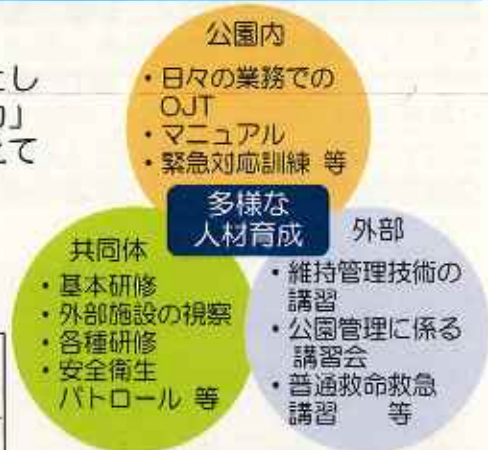 とし
」
えて
公園内
・日々の業務での
OJT
・マニュアル
・緊急対応訓練 等
多様な
人材育成
共同体
・基本研修
・外部施設の視察
・各種研修
・安全衛生
パトロール 等
外部
・維持管理技術の
講習
・公園管理に係る
講習会
・普通救命救急
講習 等